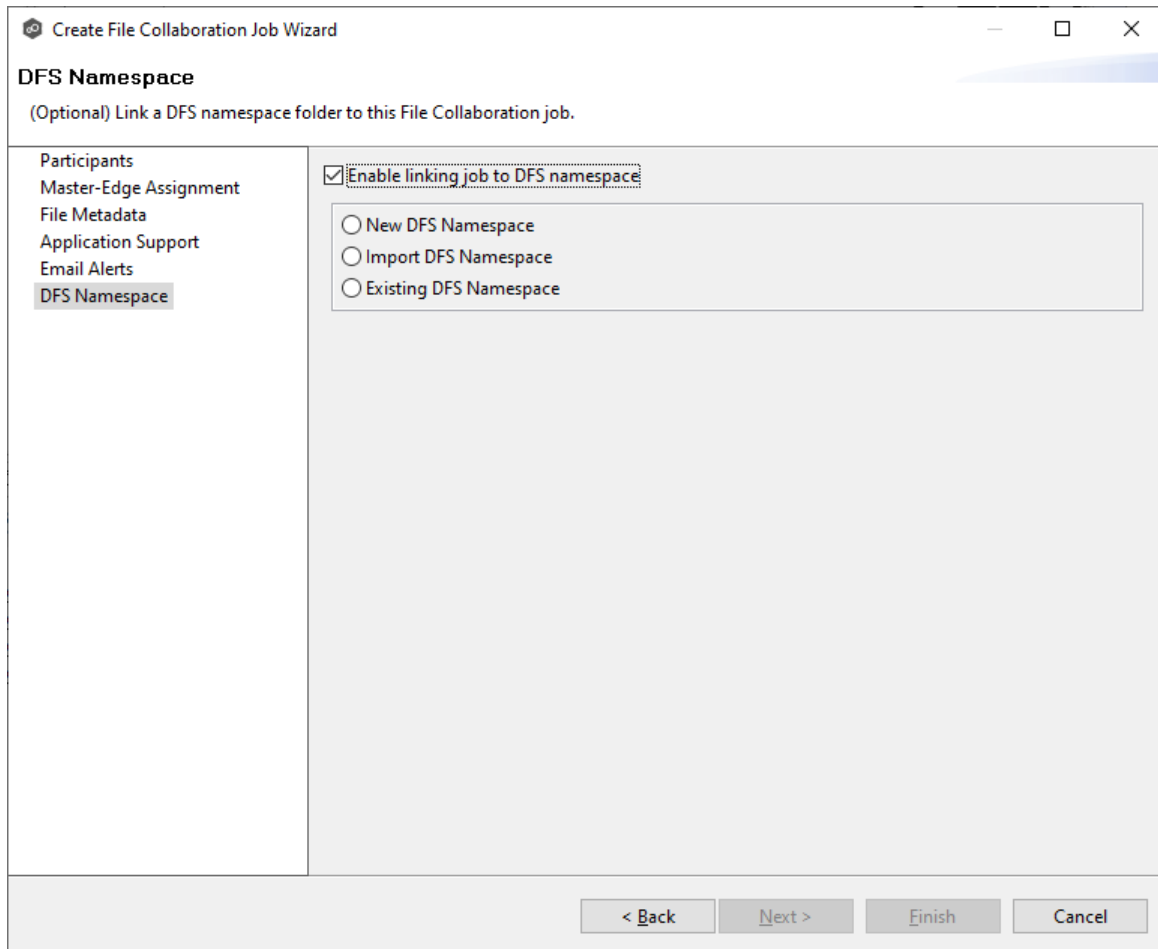 Create File Collaboration Job Wizard
DFS Namespace
(Optional) Link a DFS namespace folder to this File Collaboration job.
Participants
Master-Edge Assignment
File Metadata
Application Support
Email Alerts
DFS Namespace
Enable linking job to DFS namespace
New DFS Namespace
Import DFS Namespace
Existing DFS Namespace
< Back
Next >
Finish
Cancel